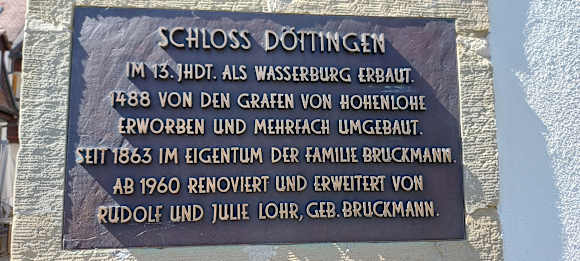 SCHLOSS DÖTTINGEN
IM 13. JHDT. ALS WASSERBURG ERBAUT.
1488 VON DEN GRAFEN VON HOHENLOHE
ERWORBEN UND MEHRFACH UMGEBAUT.
SEIT 1863 IM EIGENTUM DER FAMILIE BRUCKMANN.
AB 1960 RENOVIERT UND ERWEITERT VON
RUDOLF UND JULIE LOHR, GEB. BRUCKMANN.